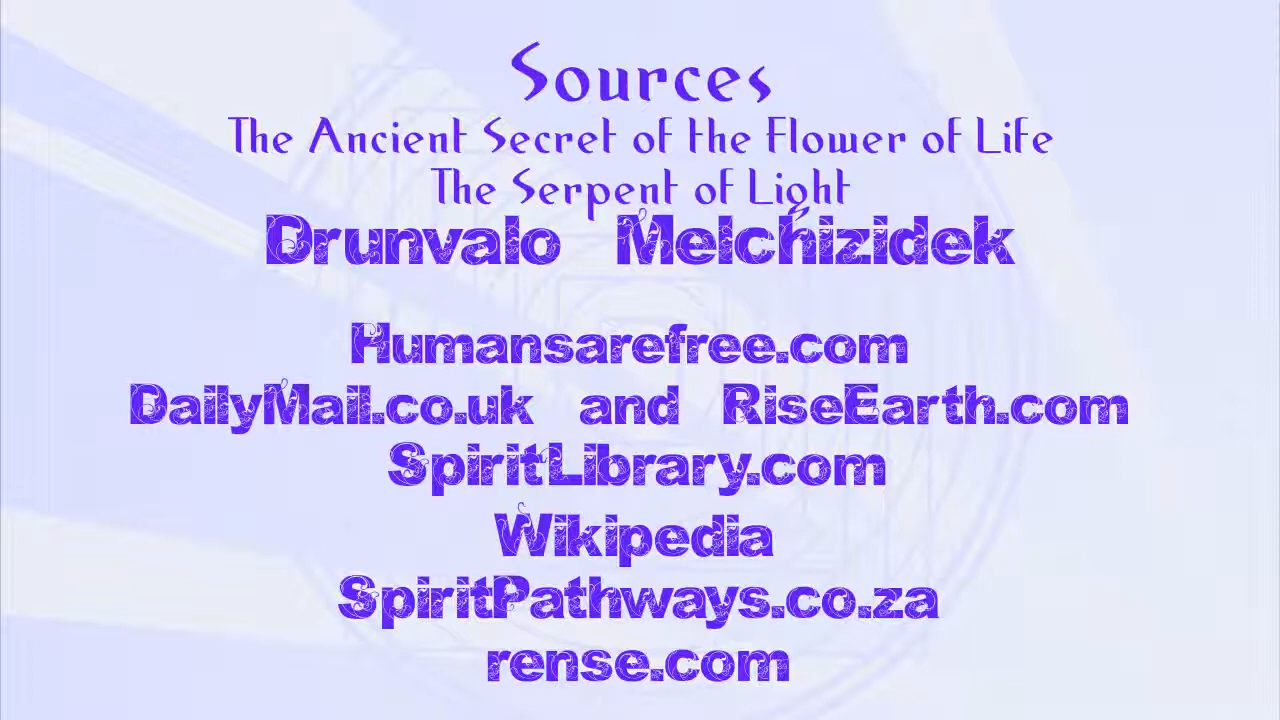 Sources
The Ancient Secret of the Flower of Life
The Serpent of Light
Drunvalo Melchizidek
Humansarefree.com
DailyMail.co.uk and RiseEarth.com
SpiritLibrary.com
Wikipedia
SpiritPathways.co.za
rense.com